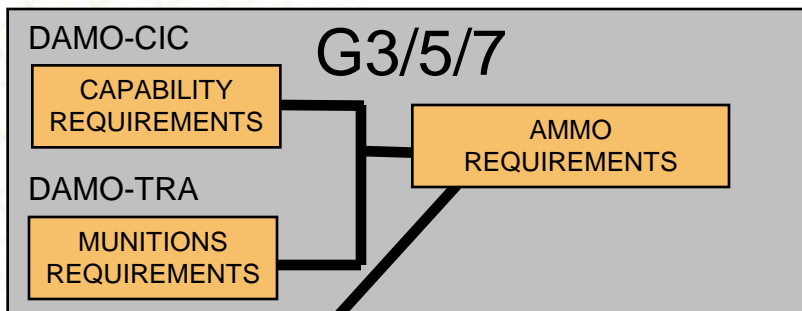 DAMO-CIC
G3/5/7
CAPABILITY
REQUIREMENTS
AMMO
REQUIREMENTS
DAMO-TRA
MUNITIONS
REQUIREMENTS